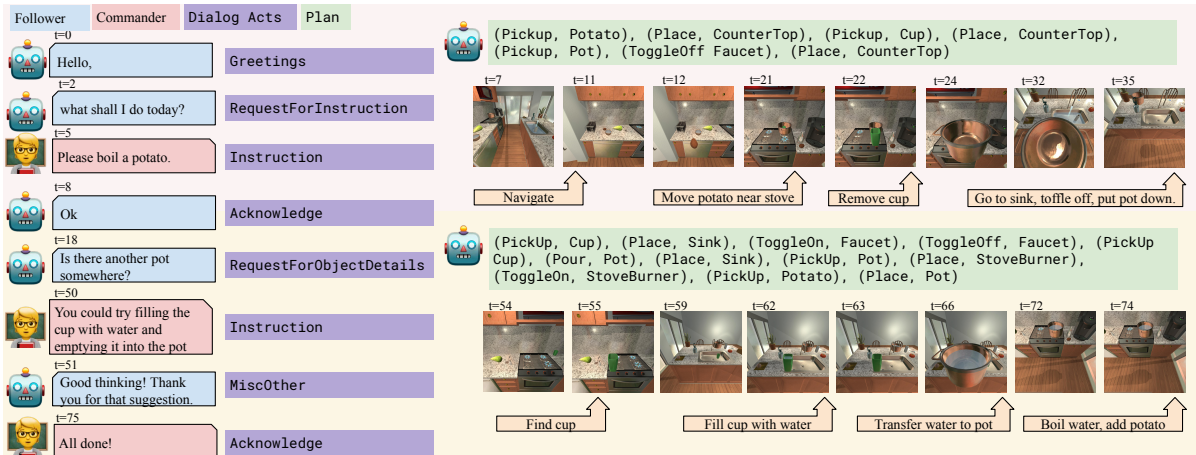 Follower
Commander
Dialog Acts
Plan
t=0
Hello,
Greetings
t=2
what shall I do today?
RequestForInstruction
t=5
Please boil a potato.
Instruction
t=8
Ok
Acknowledge
t=18
Is there another pot
somewhere?
RequestForObjectDetails
t=50
You could try filling the
cup with water and
emptying it into the pot
Instruction
t=51
Good thinking! Thank
you for that suggestion.
MiscOther
t=75
All done!
Acknowledge
(Pickup, Potato), (Place, CounterTop), (Pickup, Cup), (Place, CounterTop),
(Pickup, Pot), (ToggleOff Faucet), (Place, CounterTop)
t=7
t=11
t=12
t=21
t=22
t=24
t=32
t=35
Navigate
Move potato near stove
Remove cup
Go to sink, toffle off, put pot down.
(PickUp, Cup), (Place, Sink), (ToggleOn, Faucet), (ToggleOff, Faucet), (PickUp
Cup), (Pour, Pot), (Place, Sink), (PickUp, Pot), (Place, StoveBurner),
(ToggleOn, StoveBurner), (PickUp, Potato), (Place, Pot)
t=54
t=55
t=59
t=62
t=63
t=66
t=72
t=74
Find cup
Fill cup with water
Transfer water to pot
Boil water, add potato